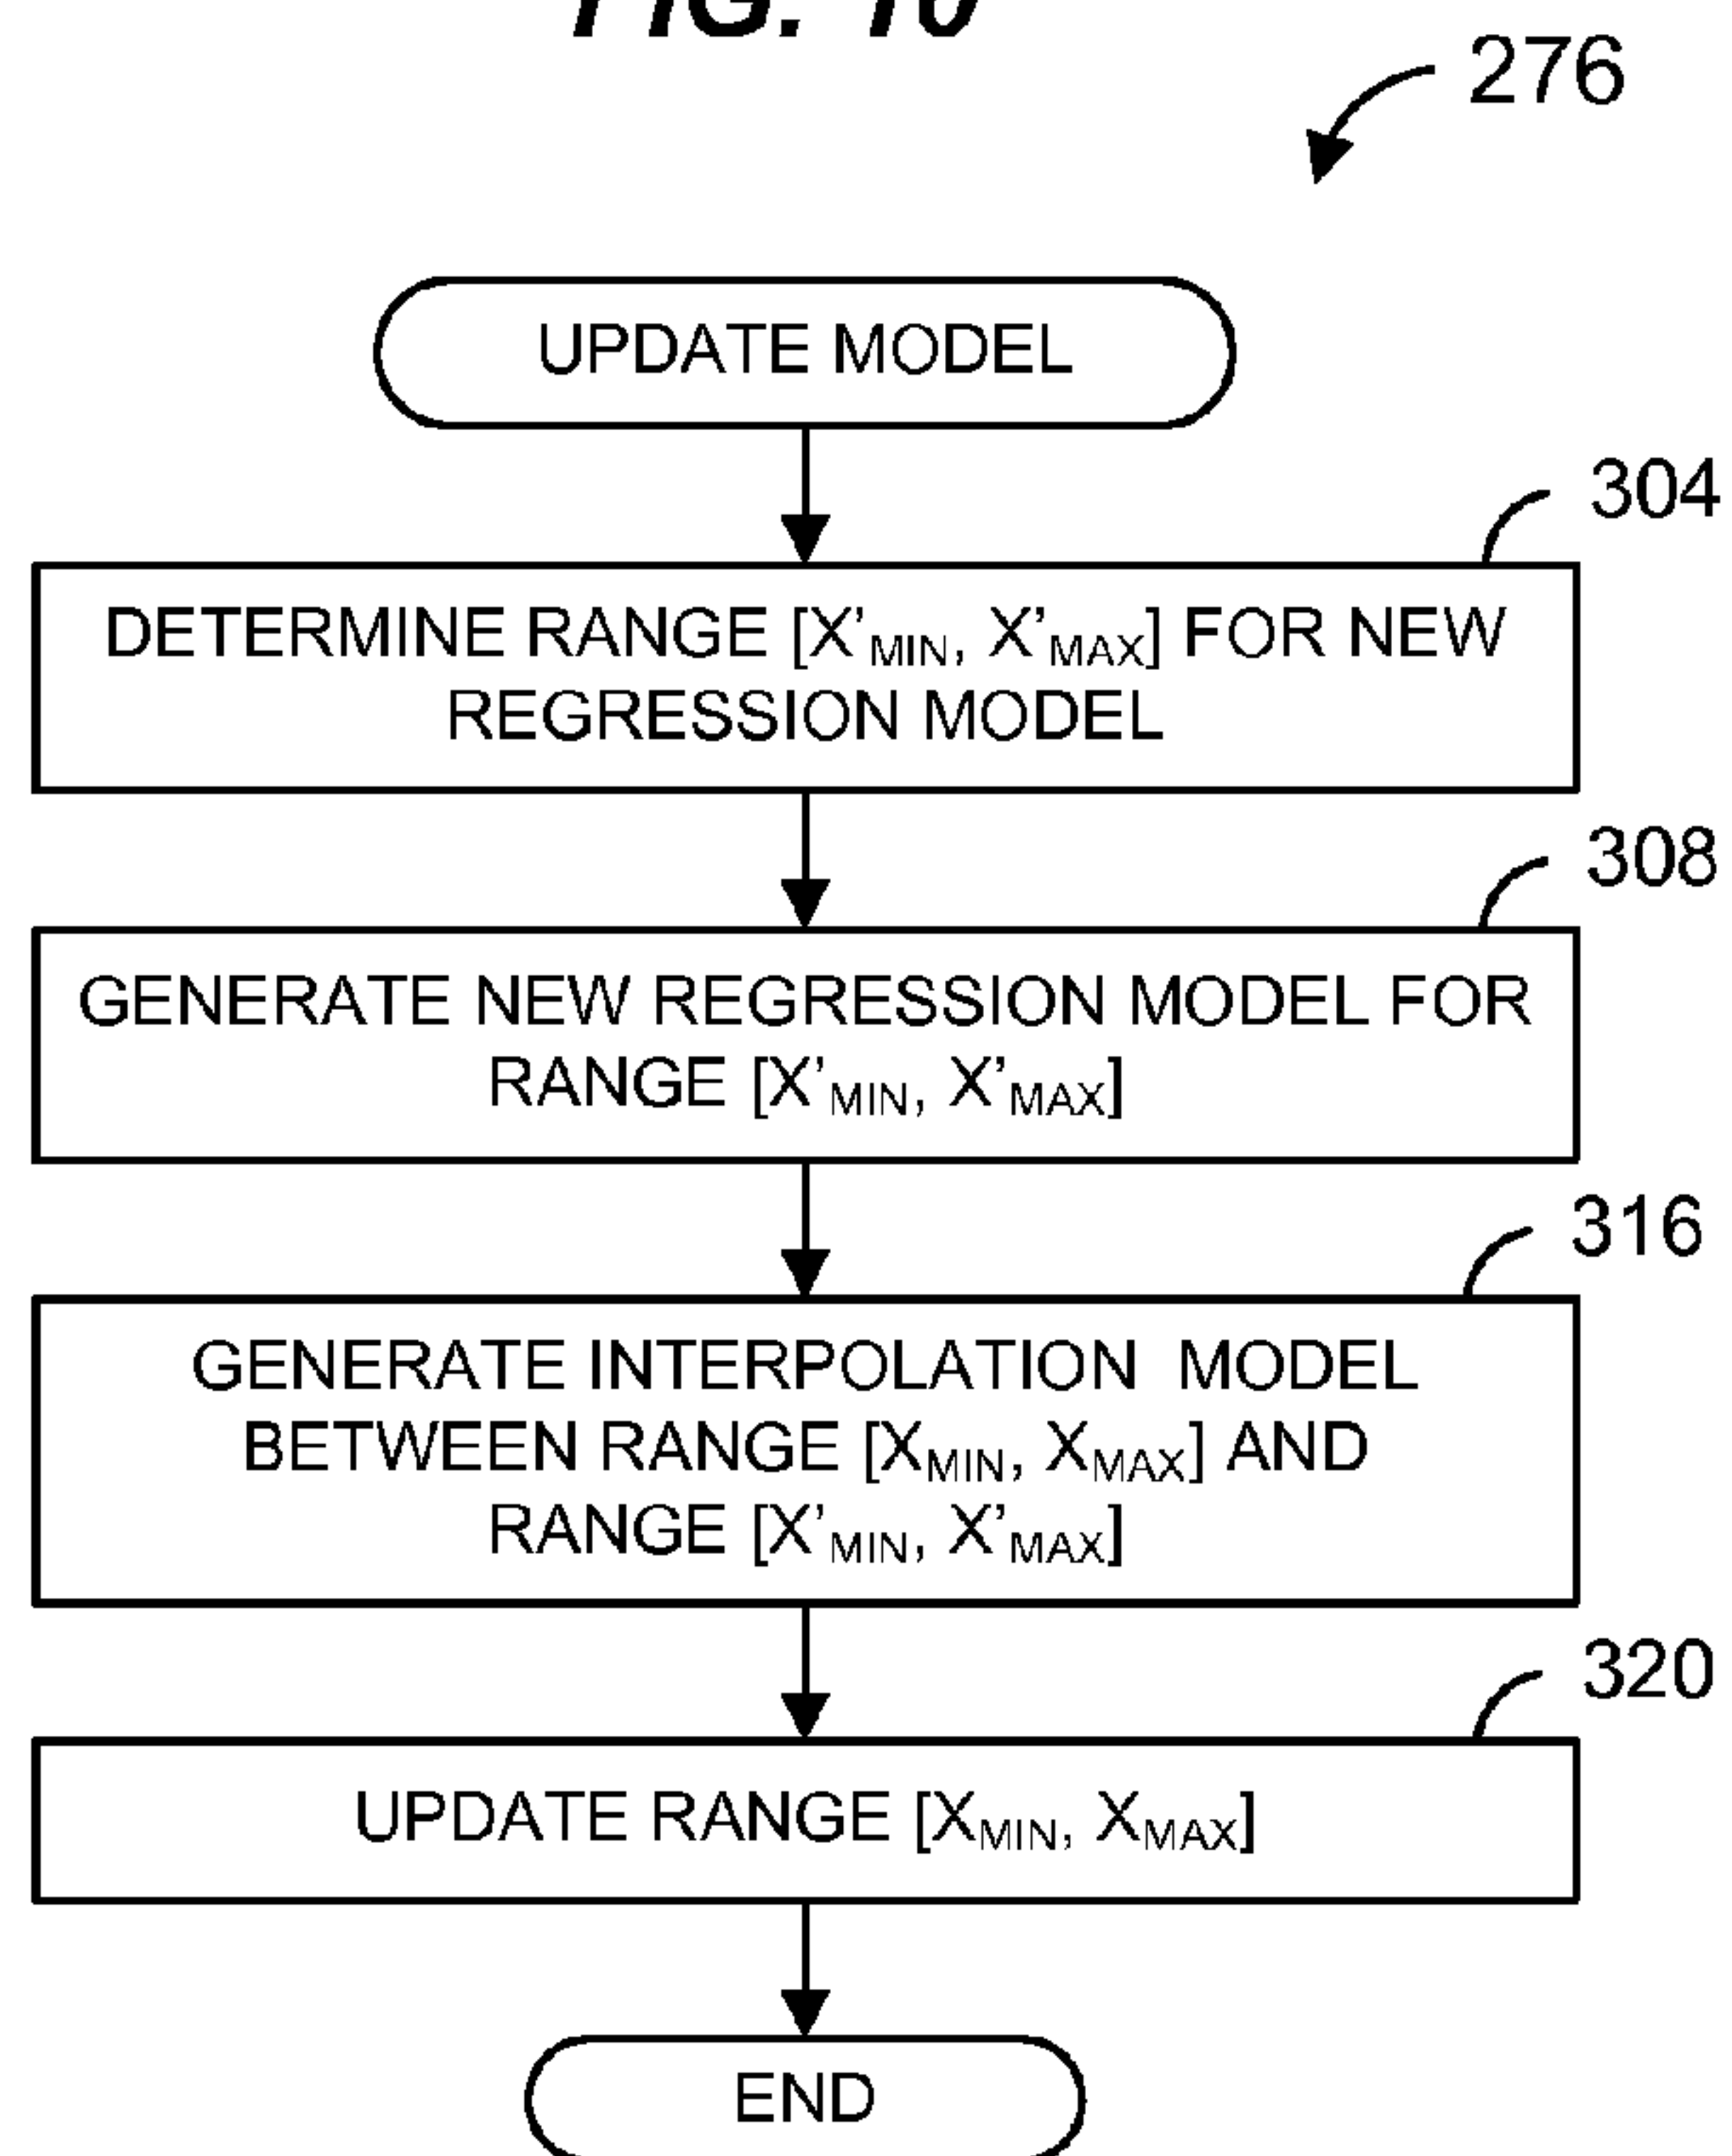 FIG. 10
276
UPDATE MODEL
304
DETERMINE RANGE [X'MIN, X'MAX] FOR NEW
REGRESSION MODEL
308
GENERATE NEW REGRESSION MODEL FOR
RANGE [X'MIN, X'MAX]
316
GENERATE INTERPOLATION MODEL
BETWEEN RANGE [XMIN, XMAX] AND
RANGE [X'MIN, X'MAX]
320
UPDATE RANGE [XMIN, XMAX]
END